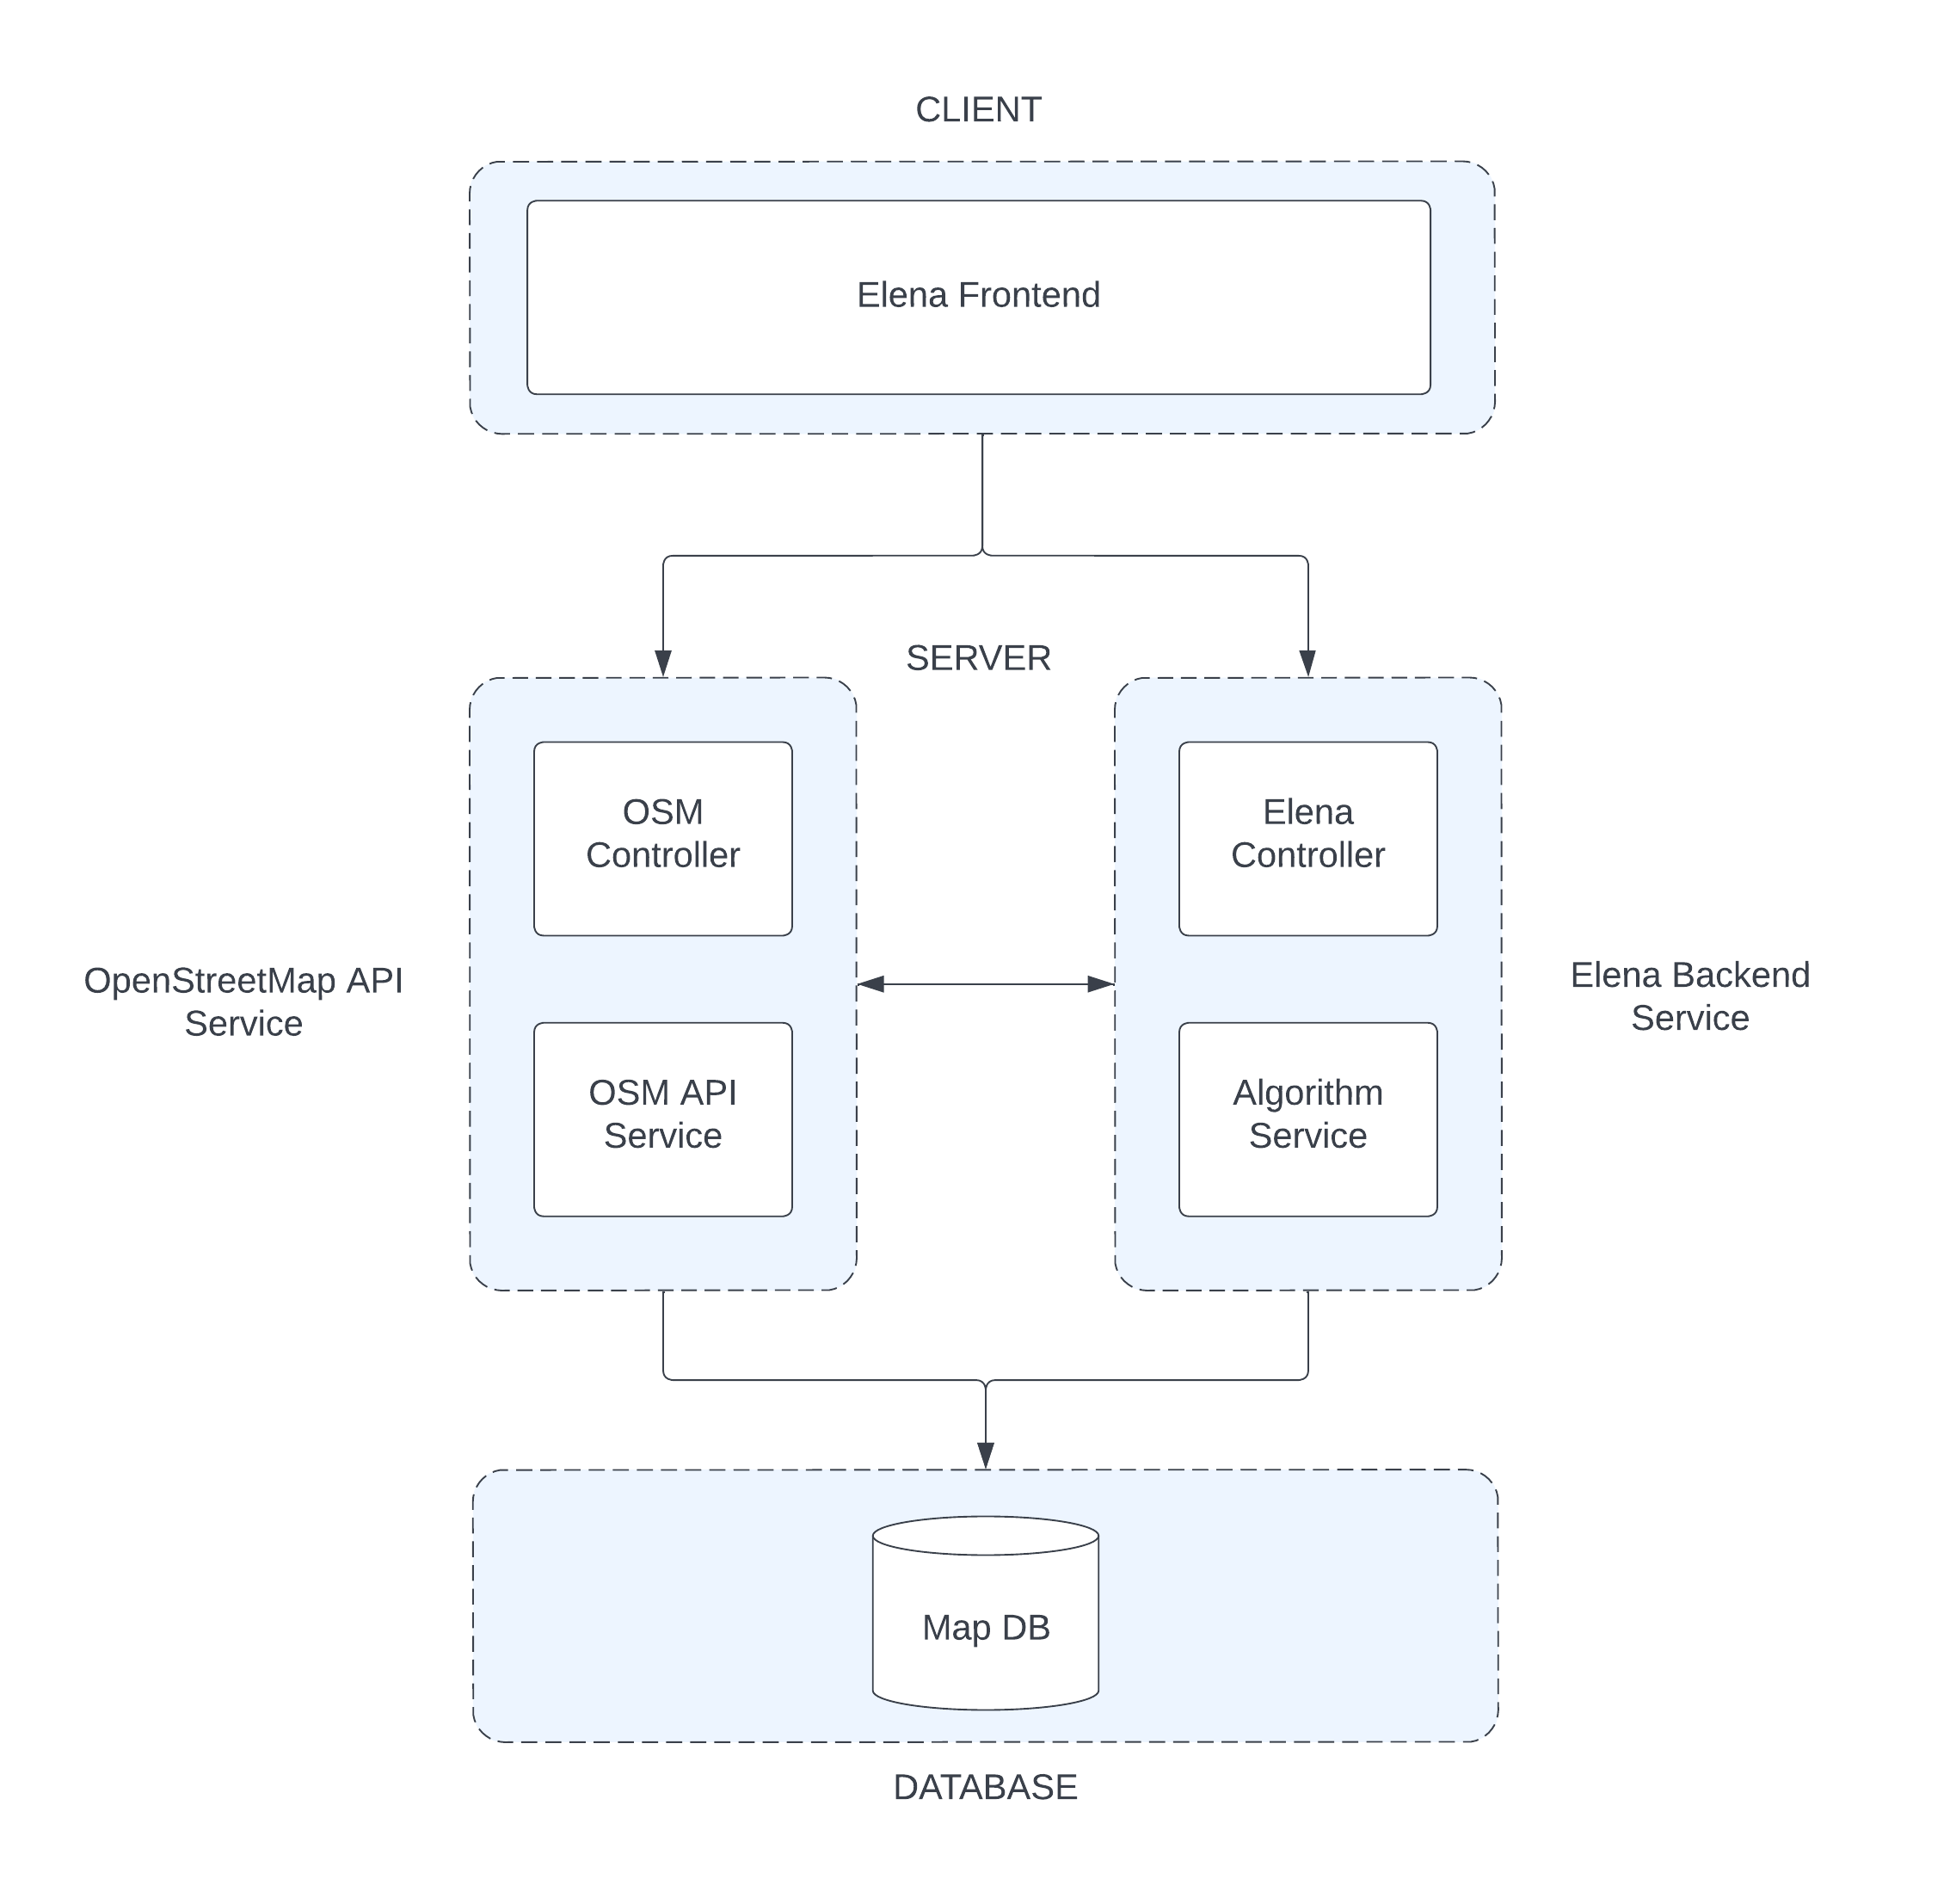 CLIENT
Elena Frontend
SERVER
OSM
Controller
Elena
Controller
OpenStreetMap API
Service
Elena Backend
Service
OSM API
Service
Algorithm
Service
Map DB
DATABASE